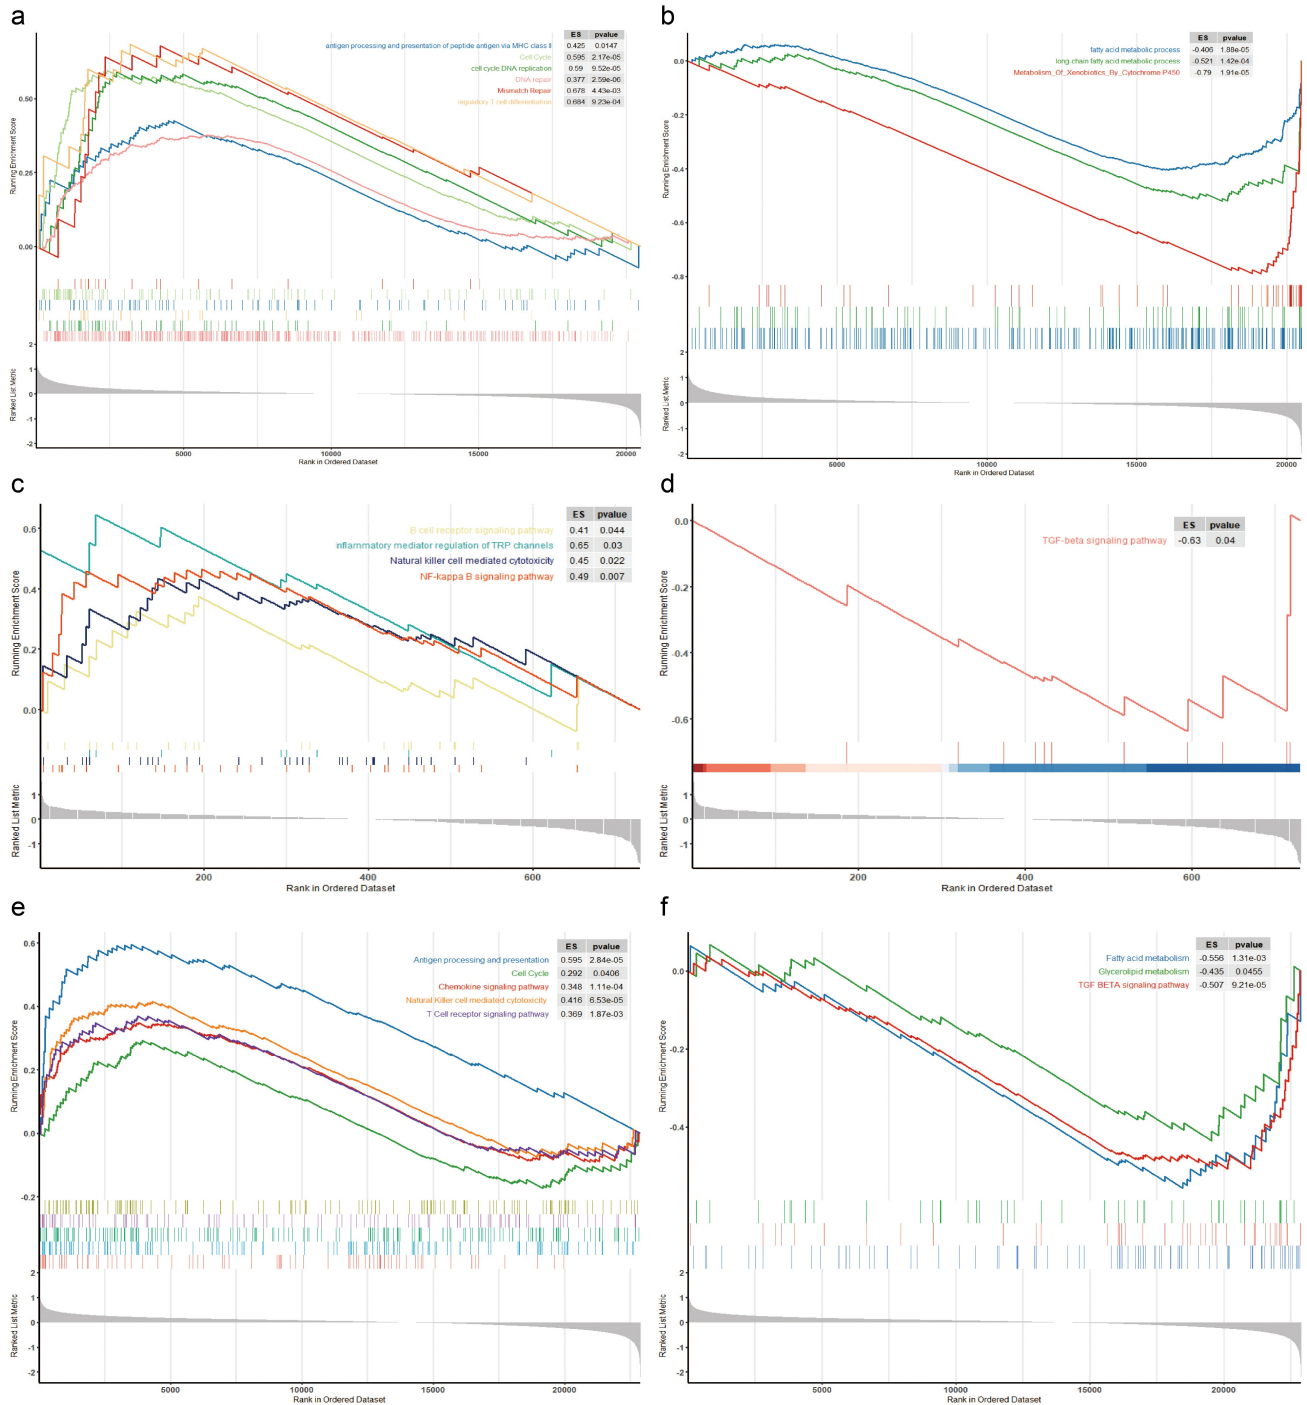 a
ES pvalue
antigen processing and presentation of peptide antigen via MHC class II 0.425 0.0147
Cell Cycle 0.595 2.17e-05
cell cycle DNA replication 0.59 9.52e-05
DNA repair 0.377 2.59e-06
Mismatch Repair 0.678 4.43e-03
regulatory T cell differentiation 0.684 9.23e-04
Running Enrichment Score
0.50
0.25
0.00
Ranked List Metric
2
1
0
-1
-2
5000 10000 15000 20000
Rank in Ordered Dataset
b
ES pvalue
fatty acid metabolic process -0.406 1.88e-05
long-chain fatty acid metabolic process -0.521 1.42e-04
Metabolism_Of_Xenobiotics_By_Cytochrome P450 -0.79 1.91e-05
Running Enrichment Score
0.0
-0.2
-0.4
-0.6
-0.8
Ranked List Metric
2
1
0
-1
-2
5000 10000 15000 20000
Rank in Ordered Dataset
c
ES pvalue
B cell receptor signaling pathway 0.41 0.044
inflammatory mediator regulation of TRP channels 0.65 0.03
Natural killer cell mediated cytotoxicity 0.45 0.022
NF-kappa B signaling pathway 0.49 0.007
Running Enrichment Score
0.6
0.4
0.2
0.0
Ranked List Metric
1
0
-1
200 400 600
Rank in Ordered Dataset
d
ES pvalue
TGF-beta signaling pathway -0.63 0.04
Running Enrichment Score
0.0
-0.2
-0.4
-0.6
Ranked List Metric
1
0
-1
200 400 600
Rank in Ordered Dataset
e
ES pvalue
Antigen processing and presentation 0.595 2.84e-05
Cell Cycle 0.292 0.0406
Chemokine signaling pathway 0.348 1.11e-04
Natural Killer cell mediated cytotoxicity 0.416 6.53e-05
T Cell receptor signaling pathway 0.369 1.87e-03
Running Enrichment Score
0.6
0.4
0.2
0.0
-0.2
Ranked List Metric
2
1
0
-1
-2
5000 10000 15000 20000
Rank in Ordered Dataset
f
ES pvalue
Fatty acid metabolism -0.556 1.31e-03
Glycerolipid metabolism -0.435 0.0455
TGF BETA signaling pathway -0.507 9.21e-05
Running Enrichment Score
0.0
-0.2
-0.4
Ranked List Metric
2
1
0
-1
-2
5000 10000 15000 20000
Rank in Ordered Dataset